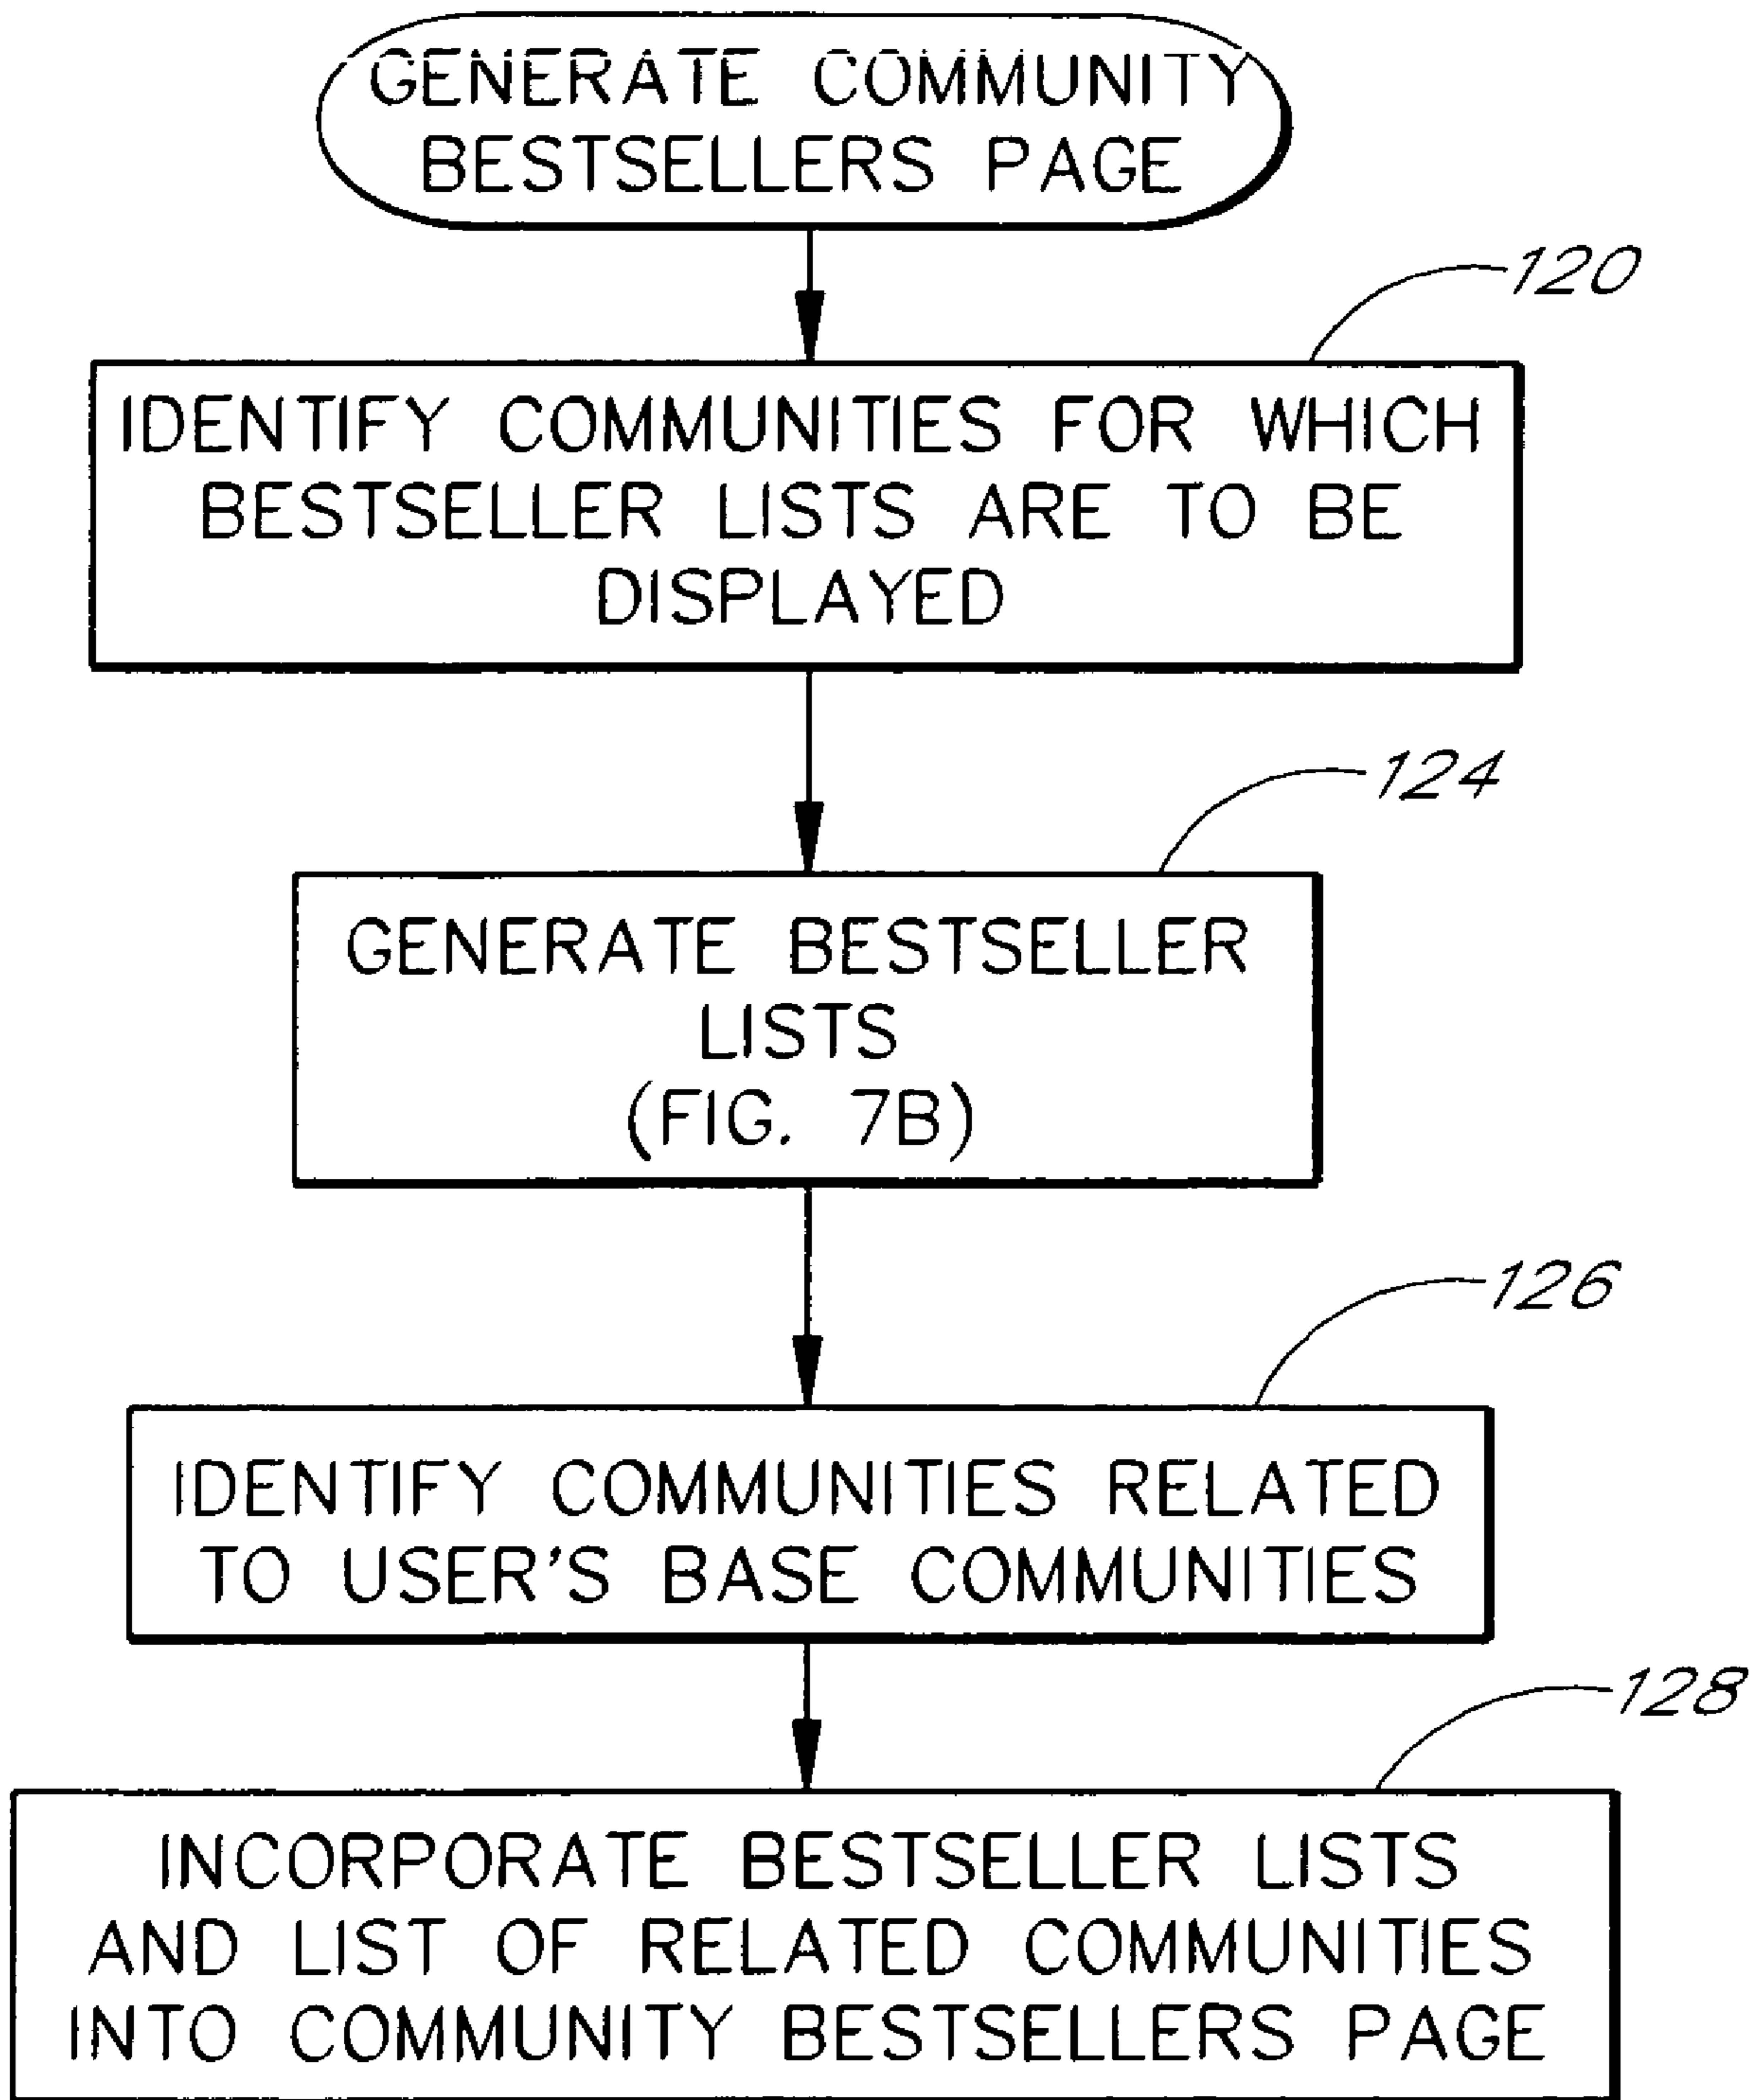 GENERATE COMMUNITY
BESTSELLERS PAGE
120
IDENTIFY COMMUNITIES FOR WHICH
BESTSELLER LISTS ARE TO BE
DISPLAYED
124
GENERATE BESTSELLER
LISTS
(FIG. 7B)
126
IDENTIFY COMMUNITIES RELATED
TO USER'S BASE COMMUNITIES
128
INCORPORATE BESTSELLER LISTS
AND LIST OF RELATED COMMUNITIES
INTO COMMUNITY BESTSELLERS PAGE